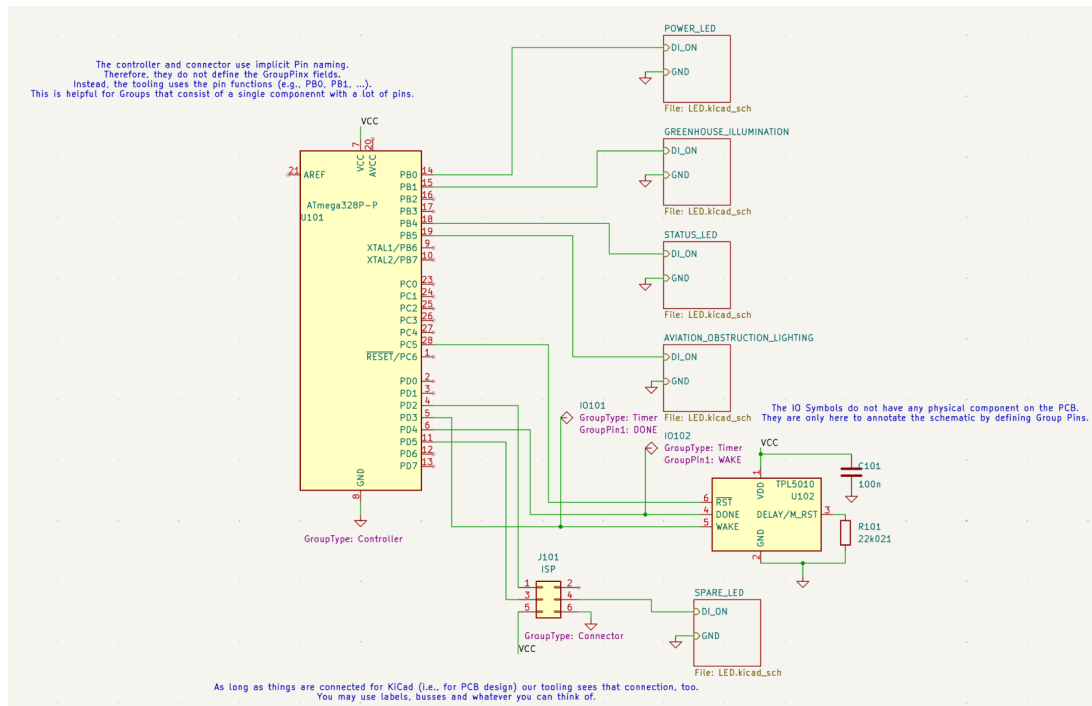 POWER_LED
DI_ON
GND
File: LED.kicad_sch
The controller and connector use implicit Pin naming.
Therefore, they do not define the GroupPinx fields.
Instead, the tooling uses the pin functions (e.g., PB0, PB1, ...).
This is helpful for Groups that consist of a single componennt with a lot of pins.
GREENHOUSE_ILLUMINATION
DI_ON
GND
File: LED.kicad_sch
VCC
7
20
VCC
AVCC
21
AREF
ATmega328P-P
U101
PB0 14
PB1 15
PB2 16
PB3 17
PB4 18
PB5 19
XTAL1/PB6 9
XTAL2/PB7 10
PC0 23
PC1 24
PC2 25
PC3 26
PC4 27
PC5 28
RESET/PC6 1
PD0 2
PD1 3
PD2 4
PD3 5
PD4 6
PD5 11
PD6 12
PD7 13
GND
8
GroupType: Controller
STATUS_LED
DI_ON
GND
File: LED.kicad_sch
AVIATION_OBSTRUCTION_LIGHTING
DI_ON
GND
File: LED.kicad_sch
IO101
GroupType: Timer
GroupPin1: DONE
IO102
GroupType: Timer
GroupPin1: WAKE
The IO Symbols do not have any physical component on the PCB.
They are only here to annotate the schematic by defining Group Pins.
VCC
C101
100n
1
VDD
TPL5010
U102
6 RST
4 DONE
5 WAKE
DELAY/M_RST 3
GND
2
R101
22k021
J101
ISP
1 2
3 4
5 6
GroupType: Connector
VCC
SPARE_LED
DI_ON
GND
File: LED.kicad_sch
As long as things are connected for KiCad (i.e., for PCB design) our tooling sees that connection, too.
You may use labels, busses and whatever you can think of.